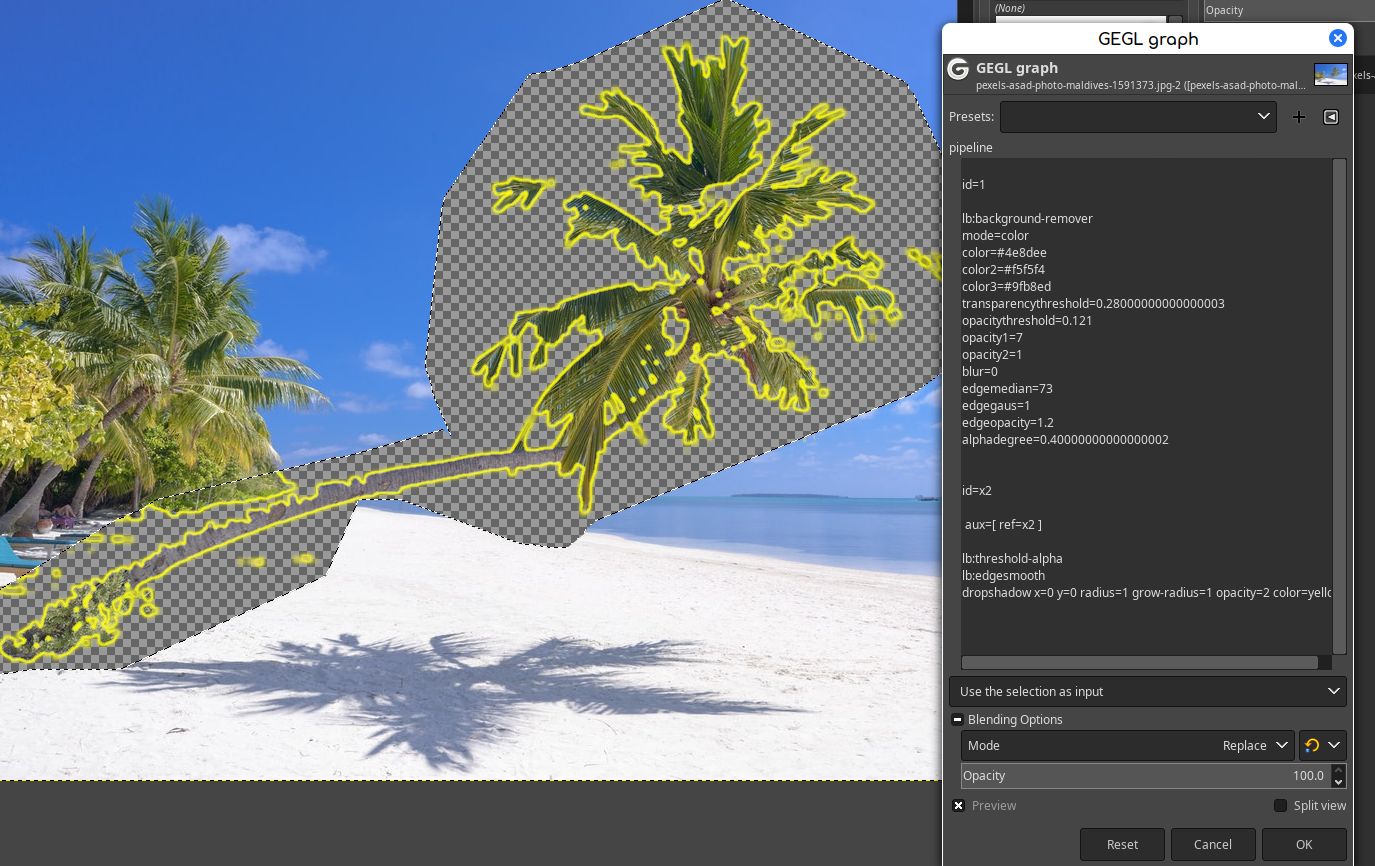 (None)
Opacity
GEGL graph
GEGL graph
pexels-asad-photo-maldives-1591373.jpg-2 ([pexels-asad-photo-mal...
xels-
Presets:
pipeline
id=1
lb:background-remover
mode=color
color=#4e8dee
color2=#f5f5f4
color3=#9fb8ed
transparencythreshold=0.28000000000000003
opacitythreshold=0.121
opacity1=7
opacity2=1
blur=0
edgemedian=73
edgegaus=1
edgeopacity=1.2
alphadegree=0.40000000000000002
id=x2
aux=[ ref=x2 ]
lb:threshold-alpha
lb:edgesmooth
dropshadow x=0 y=0 radius=1 grow-radius=1 opacity=2 color=yello
Use the selection as input
Blending Options
Mode Replace
Opacity 100.0
Preview Split view
Reset Cancel OK